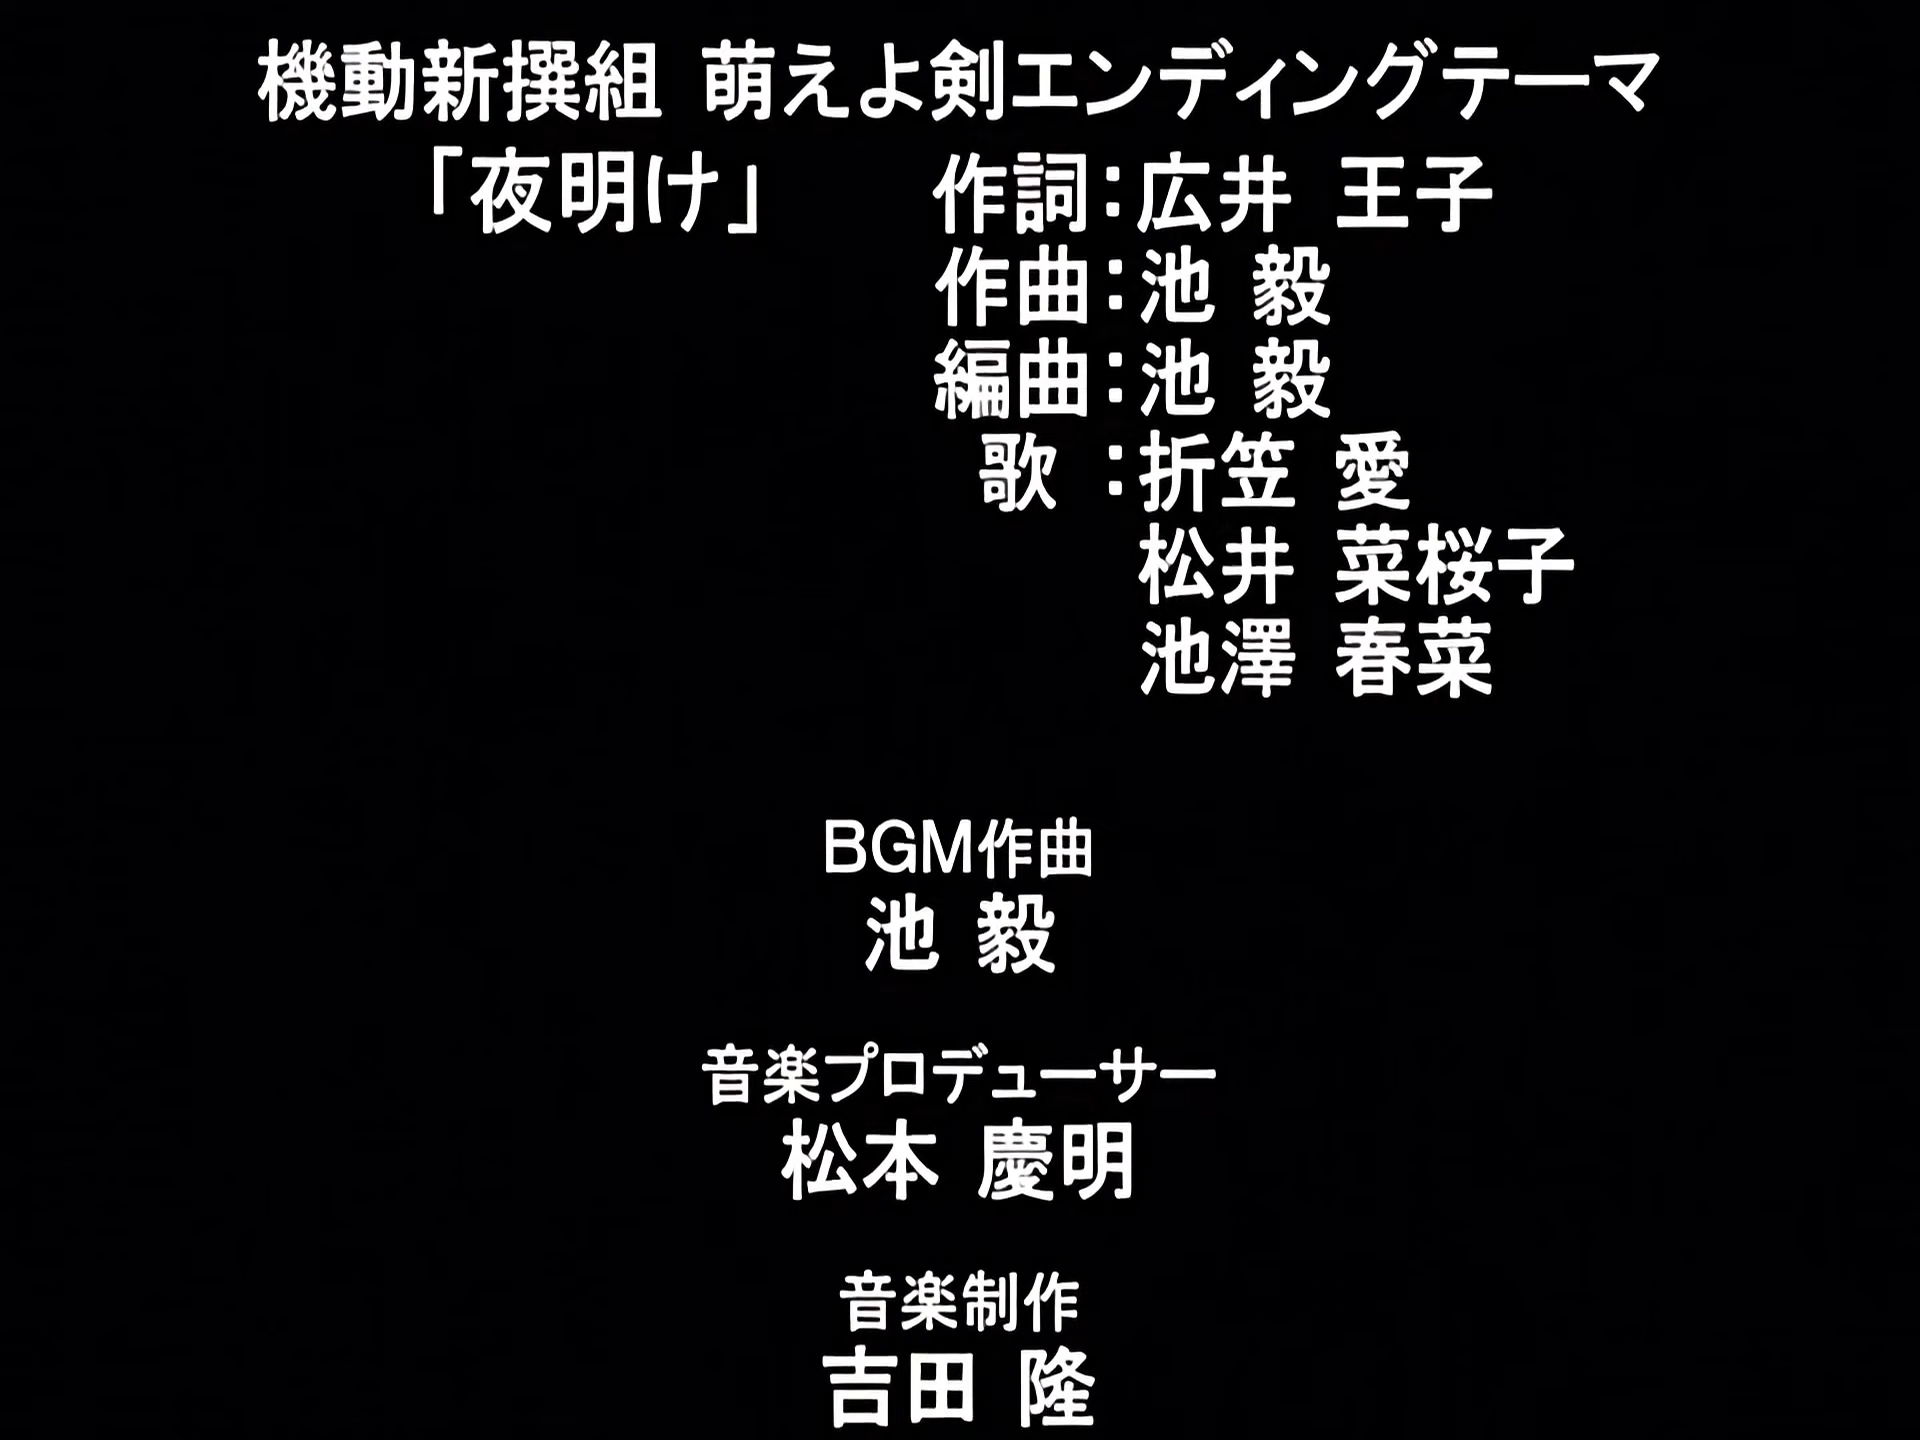 機動新撰組 萌えよ剣エンディングテーマ
「夜明け」 作詞：広井 王子
作曲：池 毅
編曲：池 毅
歌 ：折笠 愛
松井 菜桜子
池澤 春菜
BGM作曲
池 毅
音楽プロデューサー
松本 慶明
音楽制作
吉田 隆